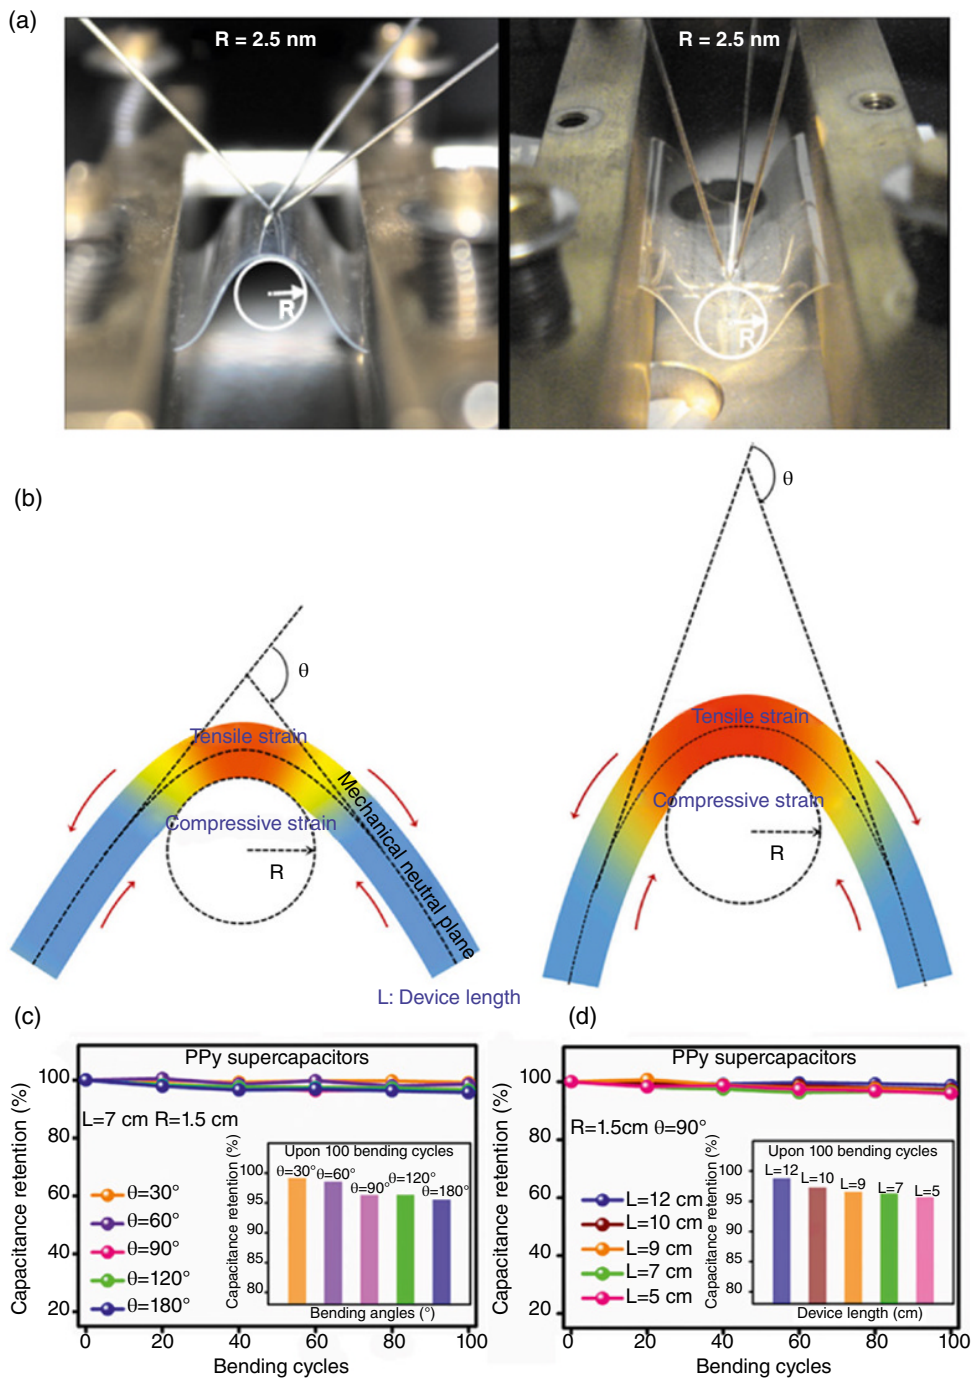 (a)
R = 2.5 nm
R = 2.5 nm
R
R
(b)
θ
θ
Tensile strain
Tensile strain
Compressive strain
Compressive strain
Mechanical neutral plane
R
R
L: Device length
(c)
PPy supercapacitors
Capacitance retention (%)
100
80
60
40
20
L=7 cm R=1.5 cm
θ=30°
θ=60°
θ=90°
θ=120°
θ=180°
Upon 100 bending cycles
Capacitance retention (%)
100
95
90
85
80
θ=30°
θ=60°
θ=90°
θ=120°
θ=180°
Bending angles (°)
0 20 40 60 80 100
Bending cycles
(d)
PPy supercapacitors
Capacitance retention (%)
100
80
60
40
20
R=1.5cm θ=90°
L=12 cm
L=10 cm
L=9 cm
L=7 cm
L=5 cm
Upon 100 bending cycles
Capacitance retention (%)
100
95
90
85
80
L=12
L=10
L=9
L=7
L=5
Device length (cm)
0 20 40 60 80 100
Bending cycles